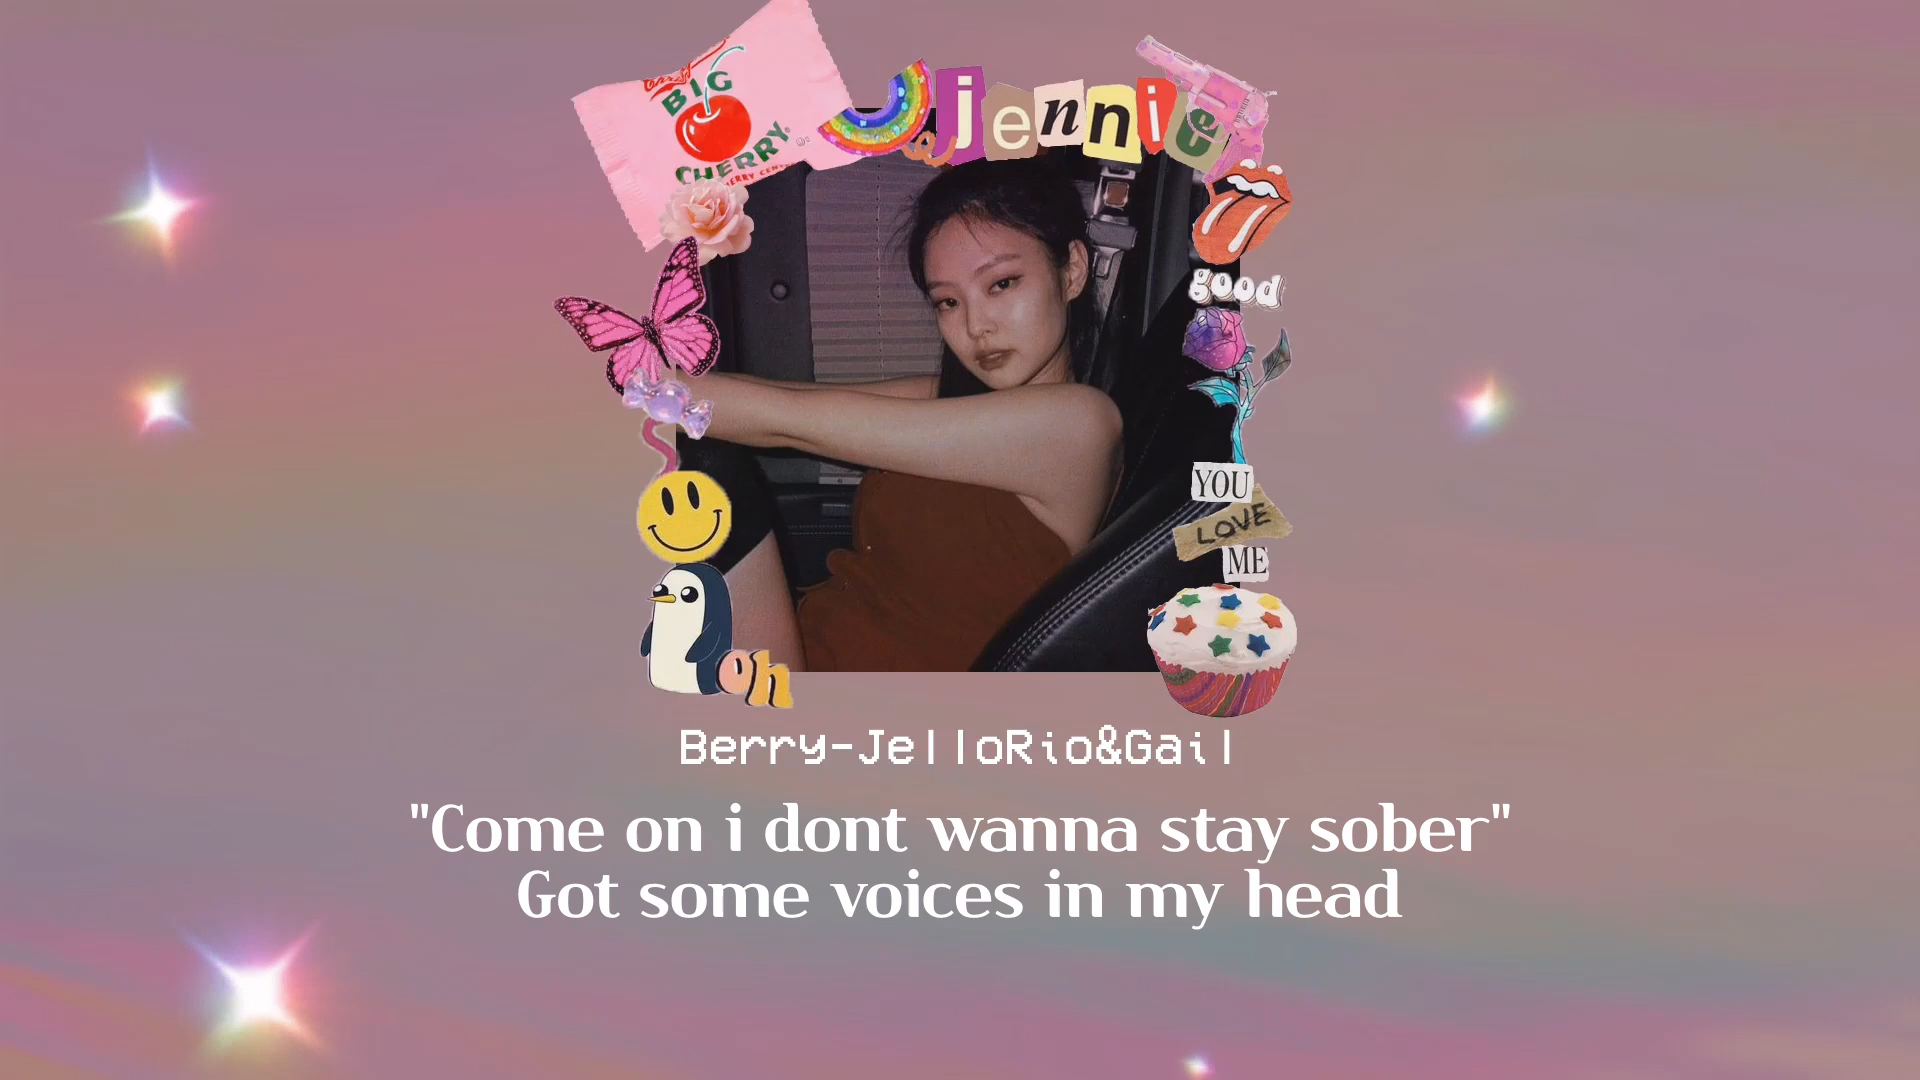 BIG
CHERRY
jennie
good
YOU
LOVE
ME
oh
Berry-JelloRio&Gail
"Come on i dont wanna stay sober"
Got some voices in my head